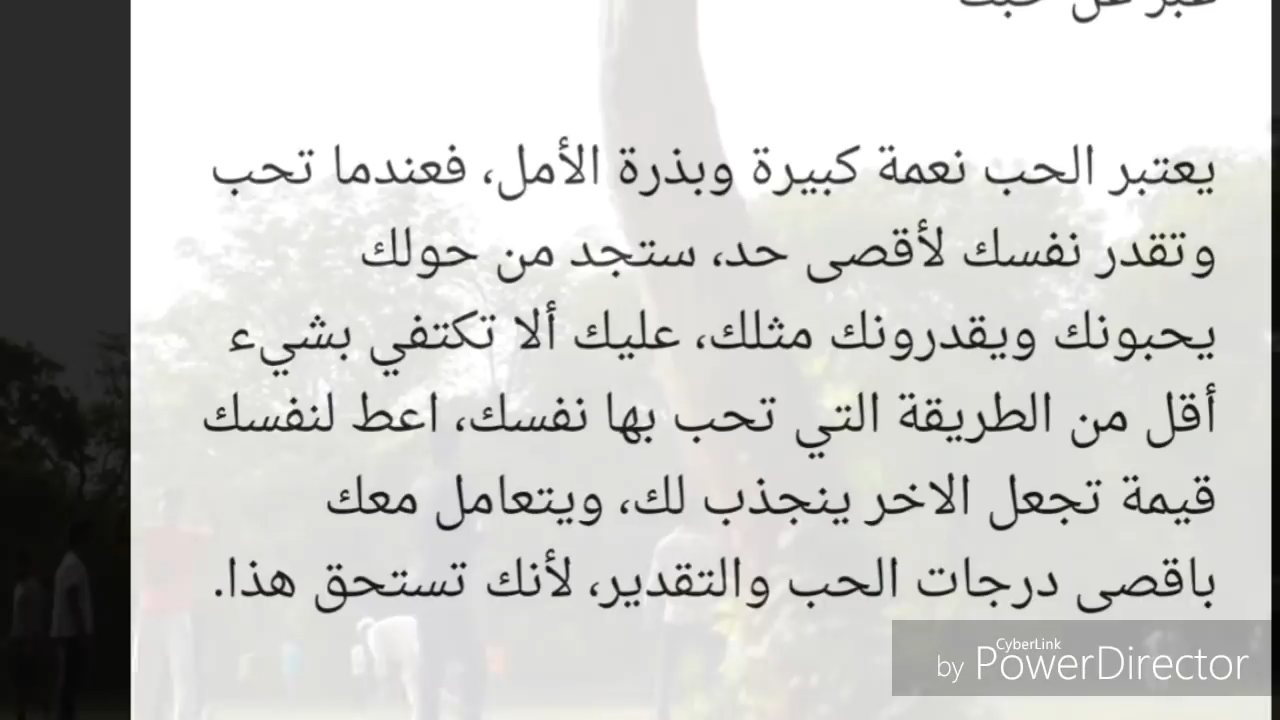 يعتبر الحب نعمة كبيرة وبذرة الأمل، فعندما تحب
وتقدر نفسك لأقصى حد، ستجد من حولك
يحبونك ويقدرونك مثلك، عليك ألا تكتفي بشيء
أقل من الطريقة التي تحب بها نفسك، اعط لنفسك
قيمة تجعل الاخر ينجذب لك، ويتعامل معك
باقصى درجات الحب والتقدير، لأنك تستحق هذا.
CyberLink
by PowerDirector